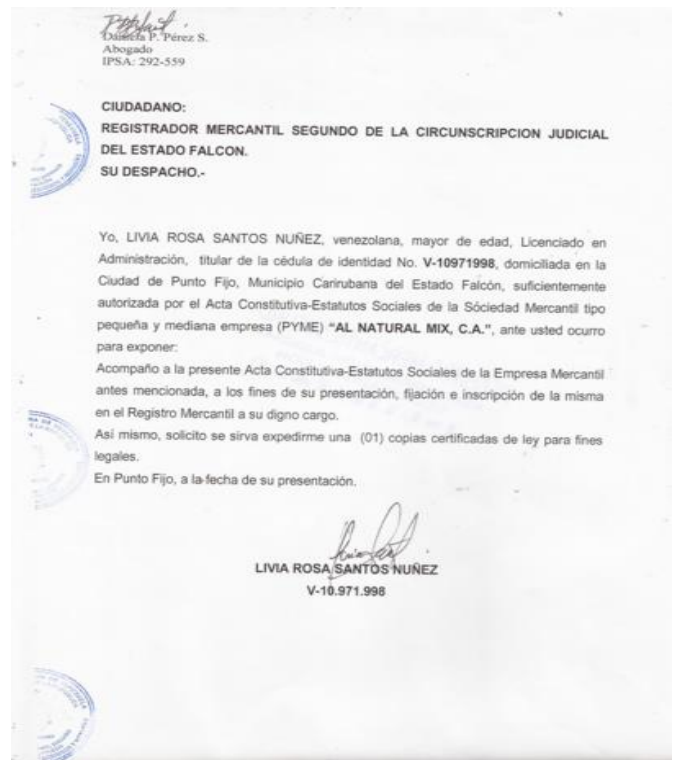 Daniela P. Pérez S.
Abogado
IPSA: 292-559
CIUDADANO:
REGISTRADOR MERCANTIL SEGUNDO DE LA CIRCUNSCRIPCION JUDICIAL
DEL ESTADO FALCON.
SU DESPACHO.-
Yo, LIVIA ROSA SANTOS NUÑEZ, venezolana, mayor de edad, Licenciado en
Administración, titular de la cédula de identidad No. V-10971998, domiciliada en la
Ciudad de Punto Fijo, Municipio Carirubana del Estado Falcón, suficientemente
autorizada por el Acta Constitutiva-Estatutos Sociales de la Sóciedad Mercantil tipo
pequeña y mediana empresa (PYME) “AL NATURAL MIX, C.A.”, ante usted ocurro
para exponer:
Acompaño a la presente Acta Constitutiva-Estatutos Sociales de la Empresa Mercantil
antes mencionada, a los fines de su presentación, fijación e inscripción de la misma
en el Registro Mercantil a su digno cargo.
Así mismo, solicito se sirva expedirme una (01) copias certificadas de ley para fines
legales.
En Punto Fijo, a la fecha de su presentación.
LIVIA ROSA SANTOS NUÑEZ
V-10.971.998